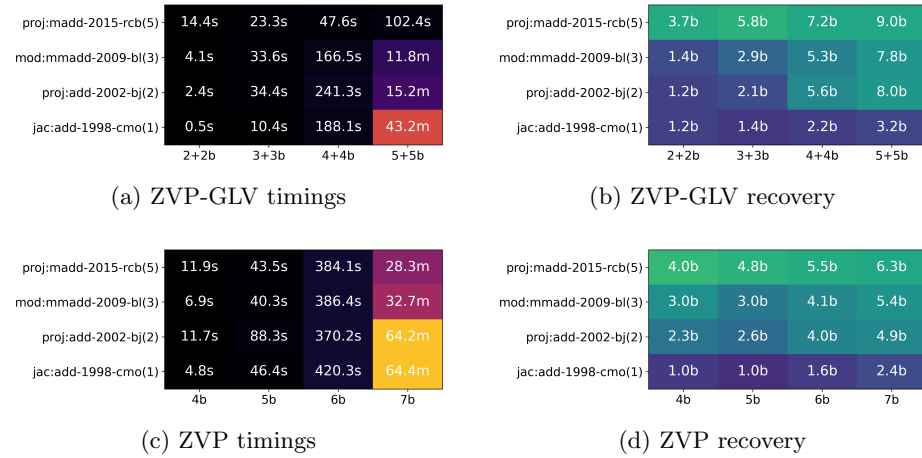 proj:madd-2015-rcb(5) 14.4s 23.3s 47.6s 102.4s
mod:mmadd-2009-bl(3) 4.1s 33.6s 166.5s 11.8m
proj:add-2002-bj(2) 2.4s 34.4s 241.3s 15.2m
jac:add-1998-cmo(1) 0.5s 10.4s 188.1s 43.2m
2+2b 3+3b 4+4b 5+5b
(a) ZVP-GLV timings
proj:madd-2015-rcb(5) 3.7b 5.8b 7.2b 9.0b
mod:mmadd-2009-bl(3) 1.4b 2.9b 5.3b 7.8b
proj:add-2002-bj(2) 1.2b 2.1b 5.6b 8.0b
jac:add-1998-cmo(1) 1.2b 1.4b 2.2b 3.2b
2+2b 3+3b 4+4b 5+5b
(b) ZVP-GLV recovery
proj:madd-2015-rcb(5) 11.9s 43.5s 384.1s 28.3m
mod:mmadd-2009-bl(3) 6.9s 40.3s 386.4s 32.7m
proj:add-2002-bj(2) 11.7s 88.3s 370.2s 64.2m
jac:add-1998-cmo(1) 4.8s 46.4s 420.3s 64.4m
4b 5b 6b 7b
(c) ZVP timings
proj:madd-2015-rcb(5) 4.0b 4.8b 5.5b 6.3b
mod:mmadd-2009-bl(3) 3.0b 3.0b 4.1b 5.4b
proj:add-2002-bj(2) 2.3b 2.6b 4.0b 4.9b
jac:add-1998-cmo(1) 1.0b 1.0b 1.6b 2.4b
4b 5b 6b 7b
(d) ZVP recovery